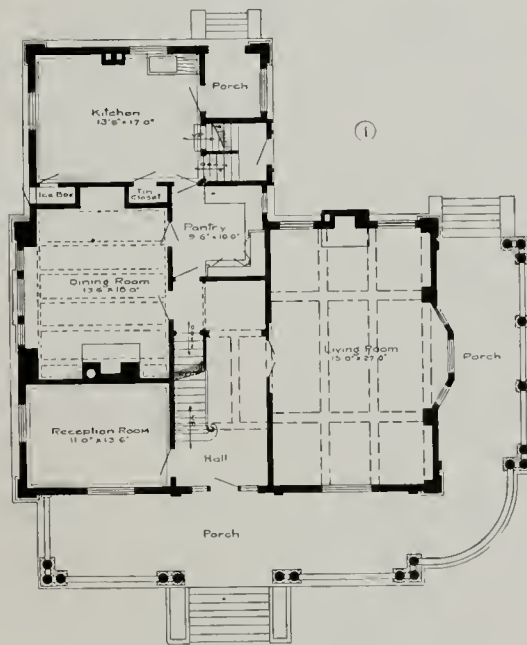 Porch
Kitchen
13'6" x 17'0"
1
Ice Box
Tin
Closet
Pantry
9'6" x 10'0"
Dining Room
13'6" x 18'0"
Living Room
15'0" x 27'0"
Porch
Reception Room
11'0" x 13'6"
Hall
Porch